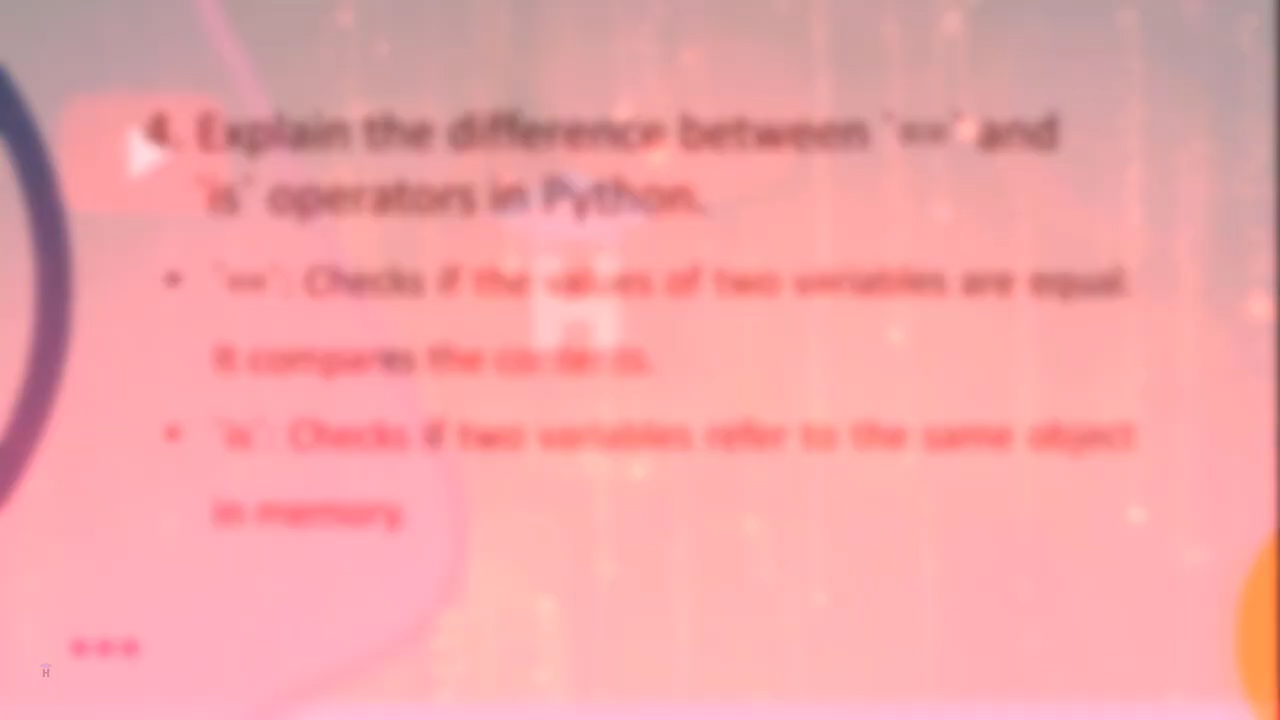 4. Explain the difference between `==` and
`is` operators in Python.
• `==`: Checks if the values of two variables are equal.
It compares the contents.
• `is`: Checks if two variables refer to the same object
in memory.
H
H